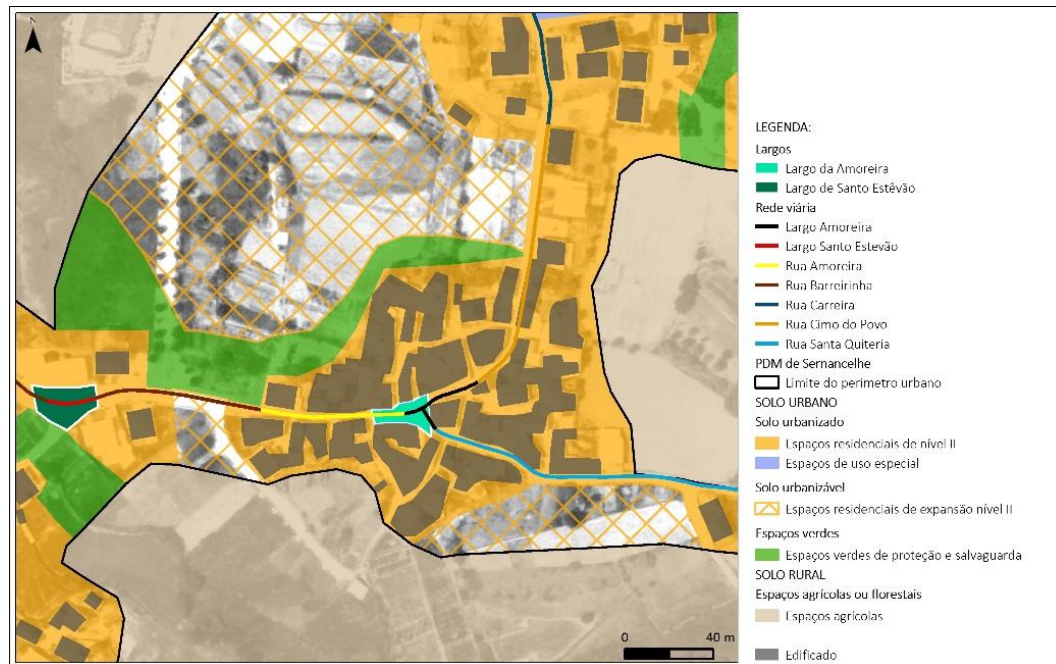 N
LEGENDA:
Largos
Largo da Amoreira
Largo de Santo Estêvão
Rede viária
Largo Amoreira
Largo Santo Estevão
Rua Amoreira
Rua Barreirinha
Rua Carreira
Rua Cimo do Povo
Rua Santa Quiteria
PDM de Sernancelhe
Limite do perimetro urbano
SOLO URBANO
Solo urbanizado
Espaços residenciais de nível II
Espaços de uso especial
Solo urbanizável
Espaços residenciais de expansão nível II
Espaços verdes
Espaços verdes de proteção e salvaguarda
SOLO RURAL
Espaços agrícolas ou florestais
Espaços agrícolas
Edificado
0 40 m